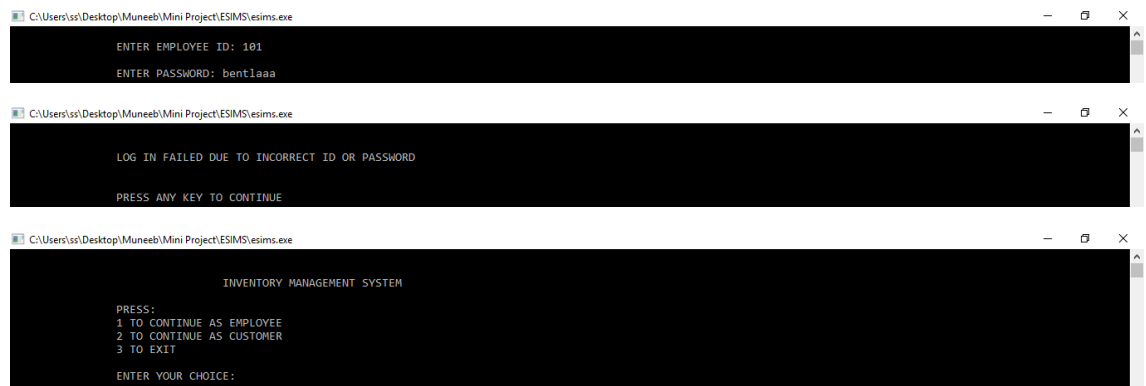 C:\Users\ss\Desktop\Muneeb\Mini Project\ESIMS\esims.exe
ENTER EMPLOYEE ID: 101
ENTER PASSWORD: bentlaaa
C:\Users\ss\Desktop\Muneeb\Mini Project\ESIMS\esims.exe
LOG IN FAILED DUE TO INCORRECT ID OR PASSWORD
PRESS ANY KEY TO CONTINUE
C:\Users\ss\Desktop\Muneeb\Mini Project\ESIMS\esims.exe
INVENTORY MANAGEMENT SYSTEM
PRESS:
1 TO CONTINUE AS EMPLOYEE
2 TO CONTINUE AS CUSTOMER
3 TO EXIT
ENTER YOUR CHOICE: